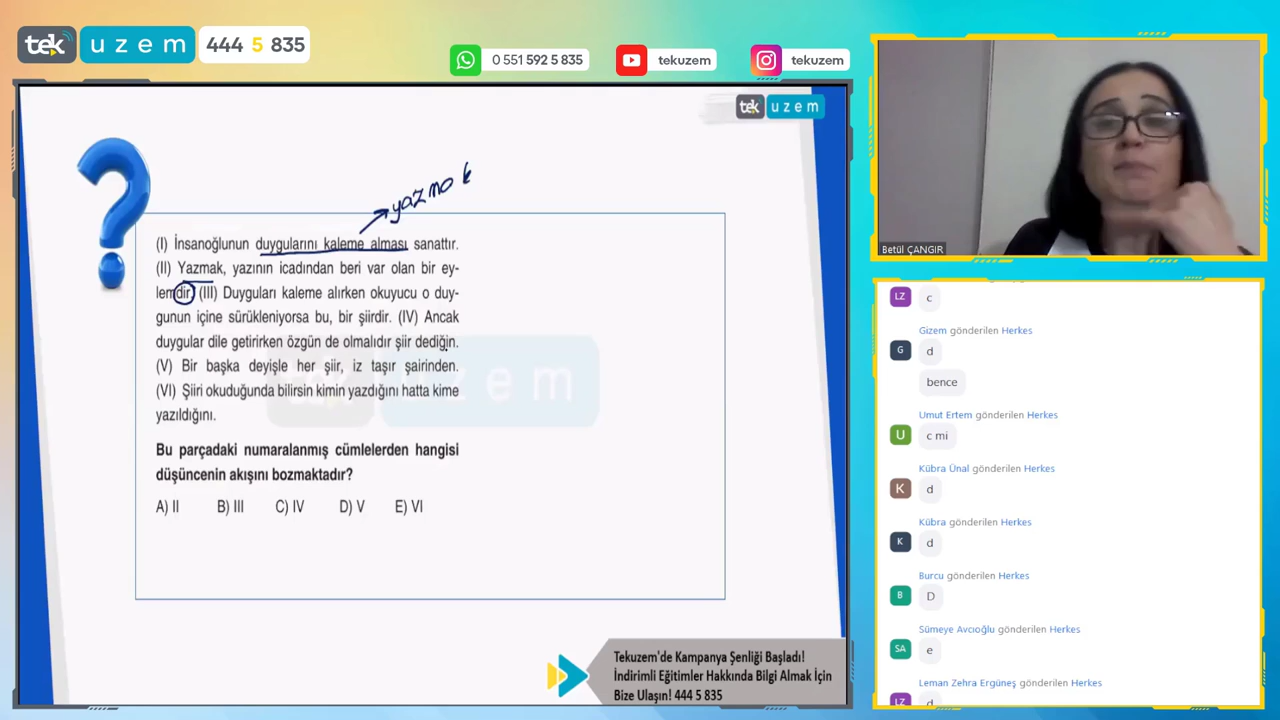 tek uzem 444 5 835
0 551 592 5 835
tekuzem
tekuzem
tek uzem
yazmak
(I) İnsanoğlunun duygularını kaleme alması sanattır.
(II) Yazmak, yazının icadından beri var olan bir ey-
lemdir. (III) Duyguları kaleme alırken okuyucu o duy-
gunun içine sürükleniyorsa bu, bir şiirdir. (IV) Ancak
duygular dile getirirken özgün de olmalıdır şiir dediğin.
(V) Bir başka deyişle her şiir, iz taşır şairinden.
(VI) Şiiri okuduğunda bilirsin kimin yazdığını hatta kime
yazıldığını.
Bu parçadaki numaralanmış cümlelerden hangisi
düşüncenin akışını bozmaktadır?
A) II B) III C) IV D) V E) VI
tek uzem
Tekuzem'de Kampanya Şenliği Başladı!
İndirimli Eğitimler Hakkında Bilgi Almak İçin
Bize Ulaşın! 444 5 835
Betül ÇANGIR
LZ c
Gizem gönderilen Herkes
G d
bence
Umut Ertem gönderilen Herkes
U c mi
Kübra Ünal gönderilen Herkes
K d
Kübra gönderilen Herkes
K d
Burcu gönderilen Herkes
B D
Sümeye Avcıoğlu gönderilen Herkes
SA e
Leman Zehra Ergüneş gönderilen Herkes
LZ d